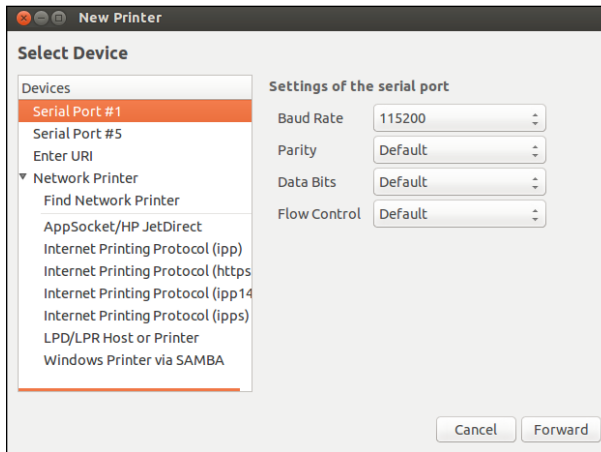 New Printer
Select Device
Devices
Serial Port #1
Serial Port #5
Enter URI
Network Printer
Find Network Printer
AppSocket/HP JetDirect
Internet Printing Protocol (ipp)
Internet Printing Protocol (https
Internet Printing Protocol (ipp14
Internet Printing Protocol (ipps)
LPD/LPR Host or Printer
Windows Printer via SAMBA
Settings of the serial port
Baud Rate 115200
Parity Default
Data Bits Default
Flow Control Default
Cancel Forward